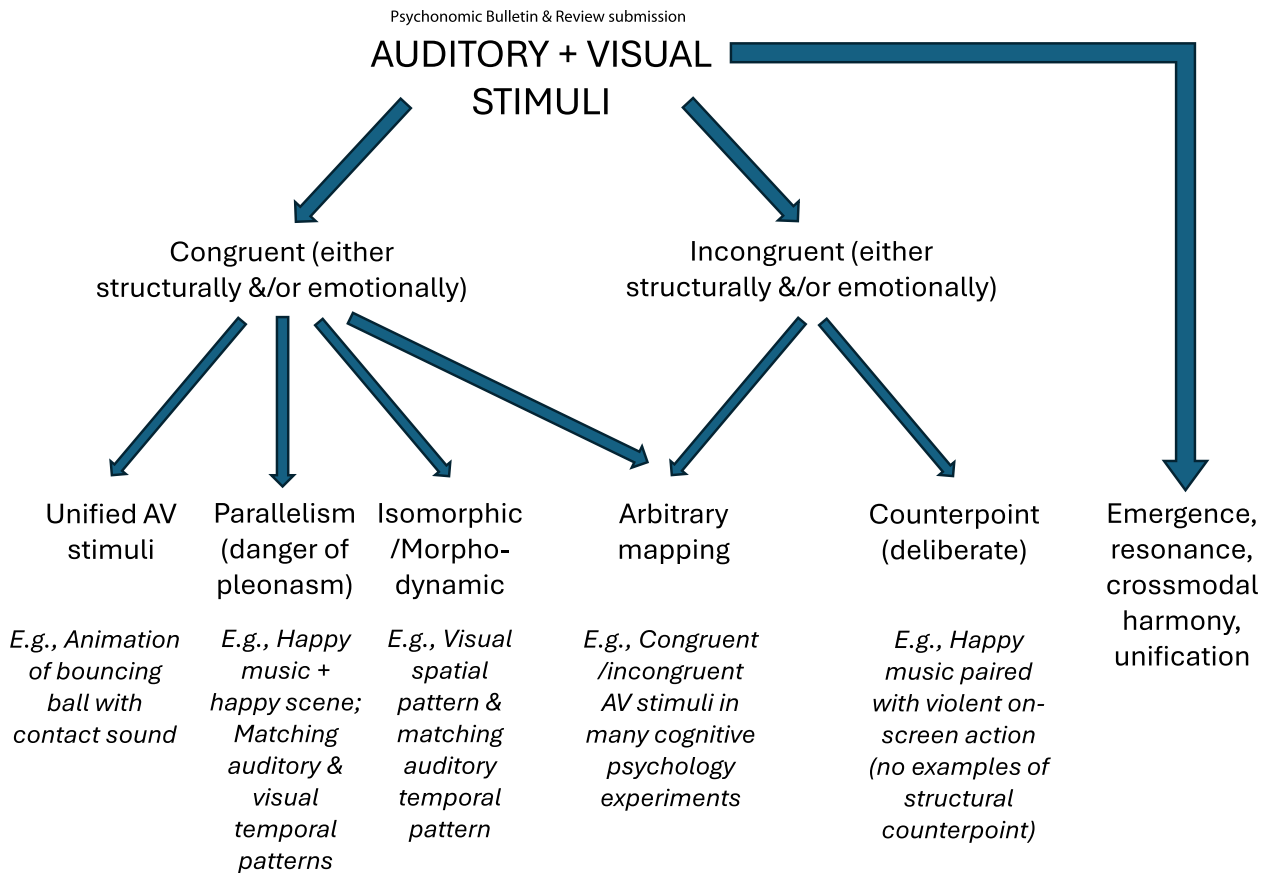 Psychonomic Bulletin & Review submission
AUDITORY + VISUAL
STIMULI
Congruent (either
structurally &/or emotionally)
Incongruent (either
structurally &/or emotionally)
Unified AV
stimuli
Parallelism
(danger of
pleonasm)
Isomorphic
/Morpho-
dynamic
Arbitrary
mapping
Counterpoint
(deliberate)
Emergence,
resonance,
crossmodal
harmony,
unification
E.g., Animation
of bouncing
ball with
contact sound
E.g., Happy
music +
happy scene;
Matching
auditory &
visual
temporal
patterns
E.g., Visual
spatial
pattern &
matching
auditory
temporal
pattern
E.g., Congruent
/incongruent
AV stimuli in
many cognitive
psychology
experiments
E.g., Happy
music paired
with violent on-
screen action
(no examples of
structural
counterpoint)